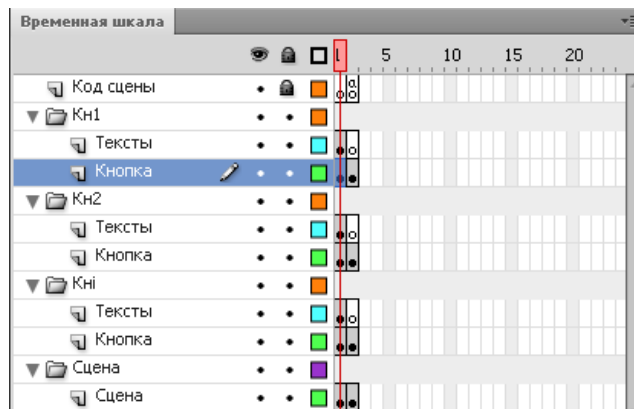 Временная шкала
1 5 10 15 20
Код сцены a
Кн1
Тексты
Кнопка
Кн2
Тексты
Кнопка
Кнi
Тексты
Кнопка
Сцена
Сцена